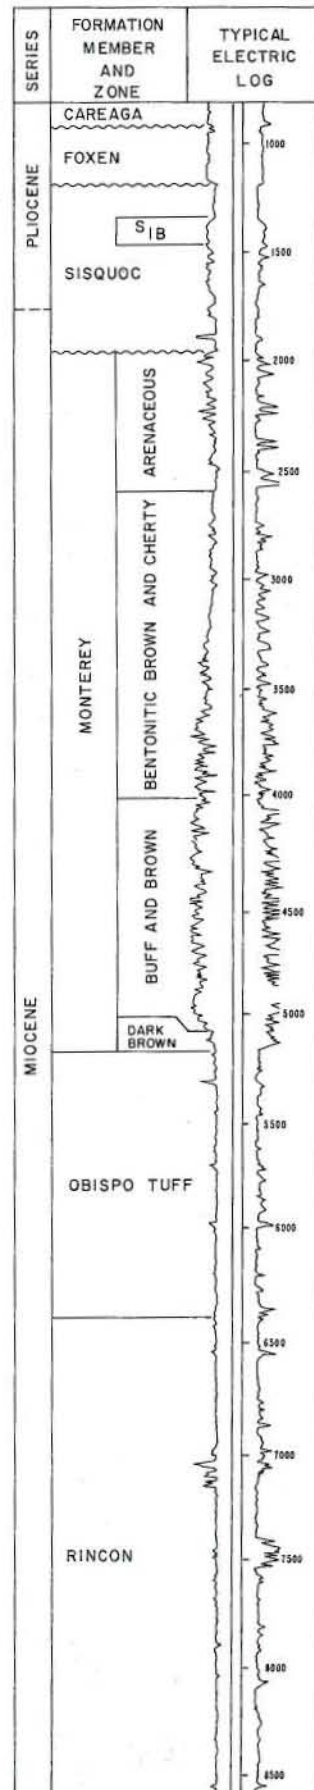 SERIES
FORMATION
MEMBER
AND
ZONE
TYPICAL
ELECTRIC
LOG
PLIOCENE
MIOCENE
CAREAGA
FOXEN
S1B
SISQUOC
MONTEREY
ARENACEOUS
BENTONITIC BROWN AND CHERTY
BUFF AND BROWN
DARK
BROWN
OBISPO TUFF
RINCON
1000
1500
2000
2500
3000
3500
4000
4500
5000
5500
6000
6500
7000
7500
8000
8500